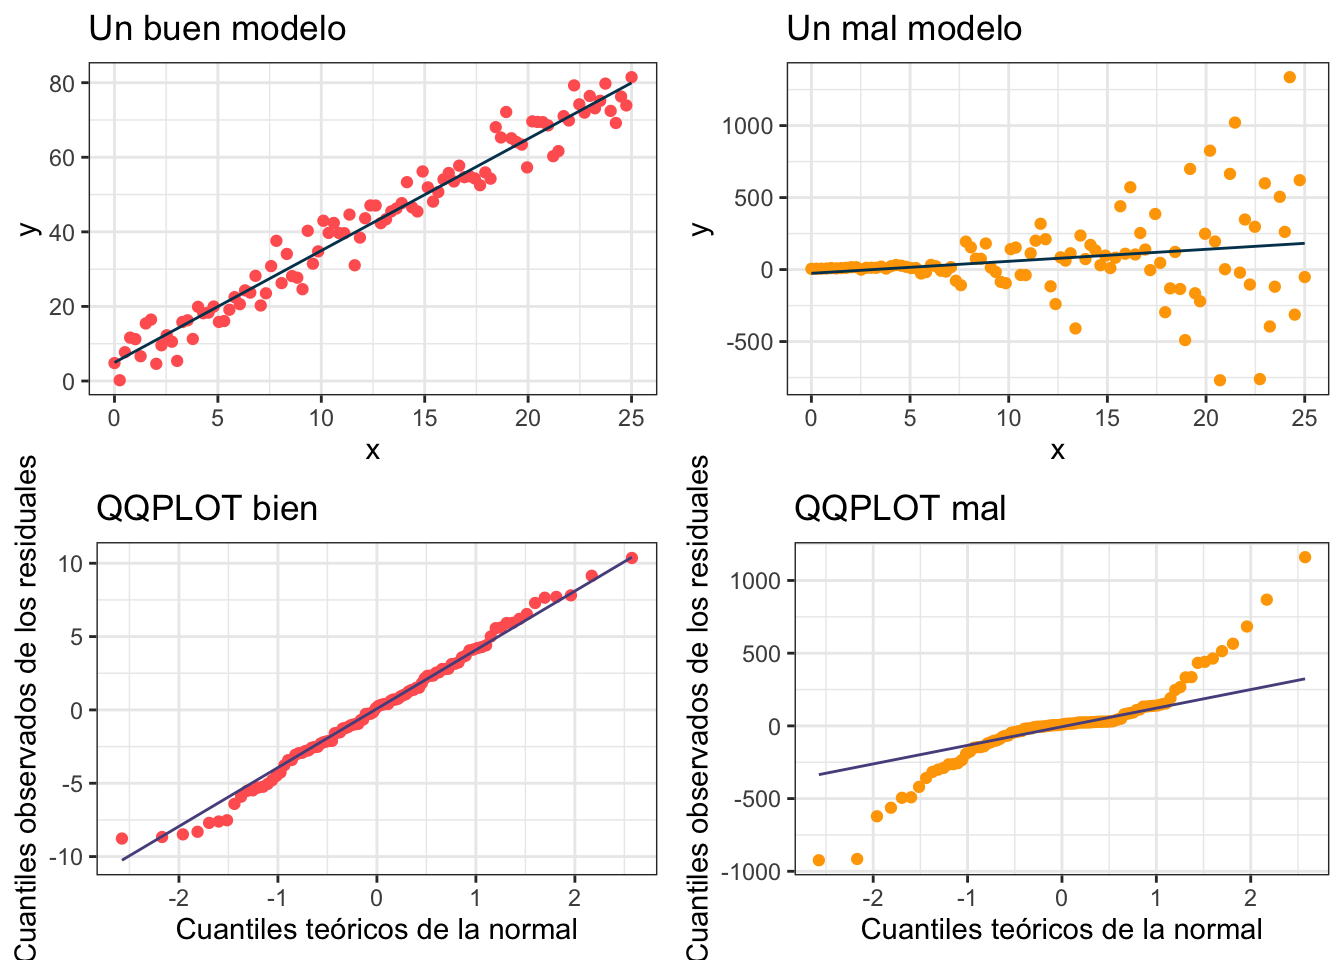 Un buen modelo
y
80
60
40
20
0
0 5 10 15 20 25
x
Un mal modelo
y
1000
500
0
-500
0 5 10 15 20 25
x
QQPLOT bien
Cuantiles observados de los residuales
10
5
0
-5
-10
-2 -1 0 1 2
Cuantiles teóricos de la normal
QQPLOT mal
Cuantiles observados de los residuales
1000
500
0
-500
-1000
-2 -1 0 1 2
Cuantiles teóricos de la normal